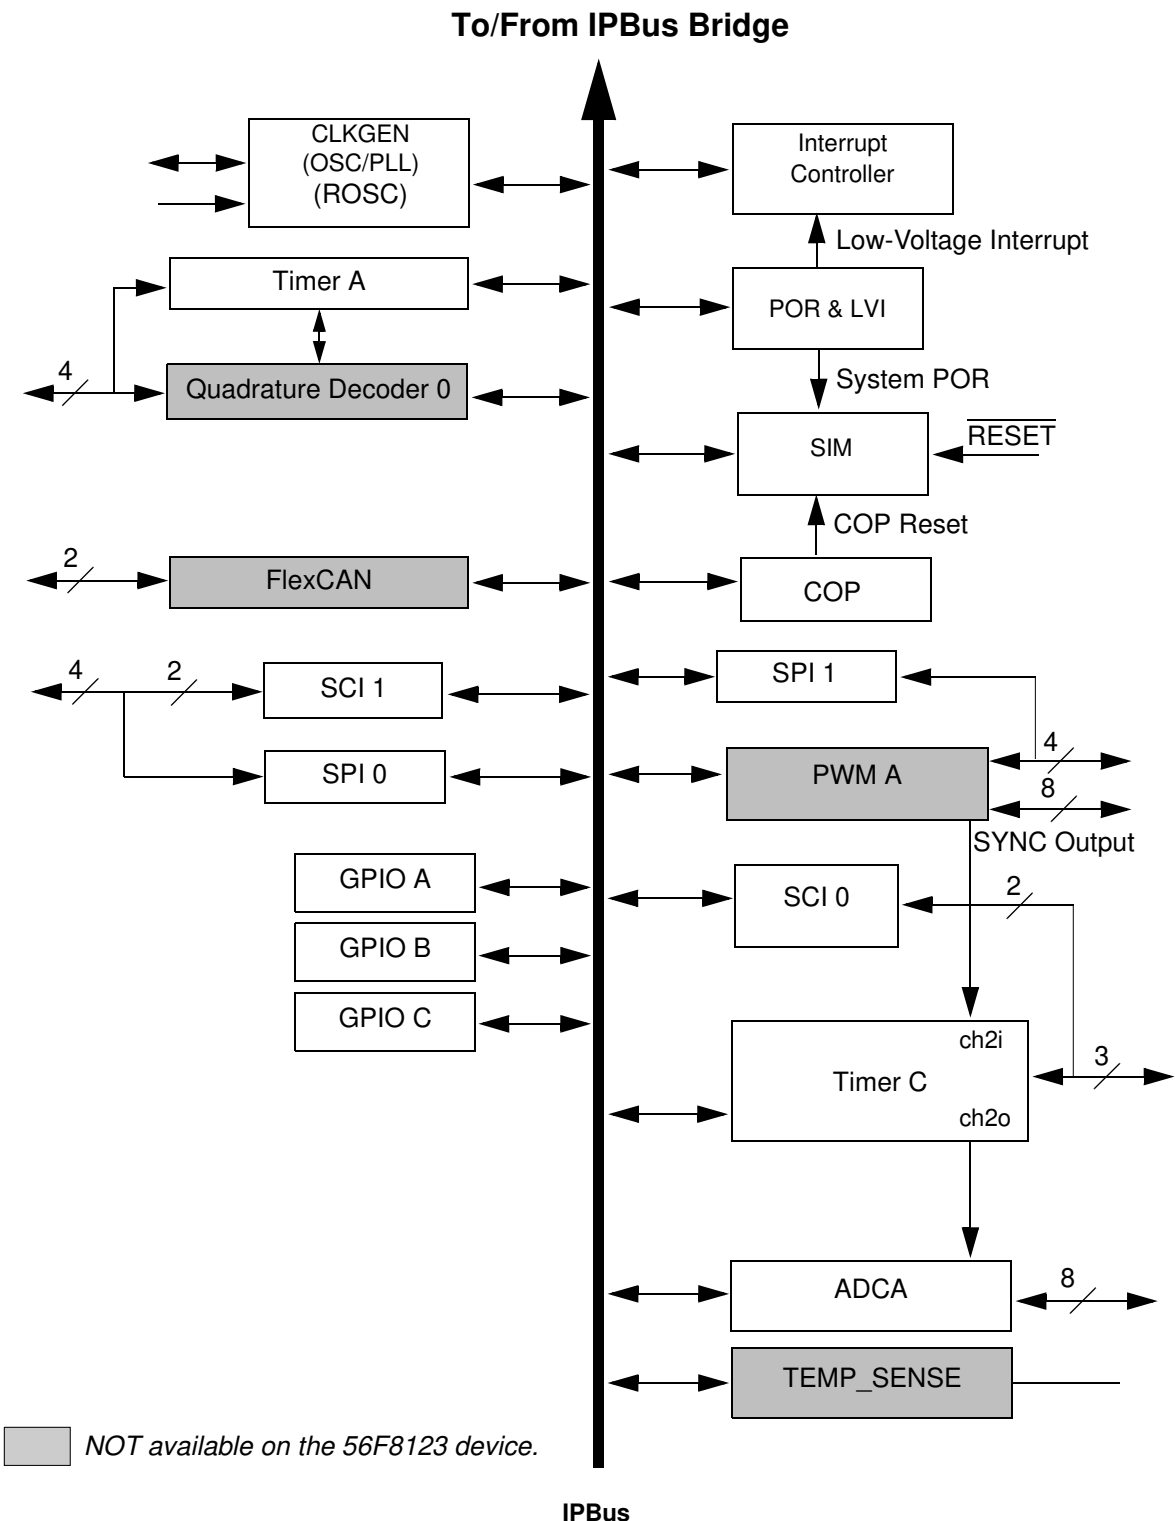 To/From IPBus Bridge
CLKGEN
(OSC/PLL)
(ROSC)
Interrupt
Controller
Low-Voltage Interrupt
Timer A
POR & LVI
4
Quadrature Decoder 0
System POR
SIM
RESET
COP Reset
2
FlexCAN
COP
4
2
SCI 1
SPI 1
SPI 0
4
PWM A
8
SYNC Output
GPIO A
SCI 0
2
GPIO B
GPIO C
ch2i
Timer C
3
ch2o
ADCA
8
TEMP_SENSE
NOT available on the 56F8123 device.
IPBus